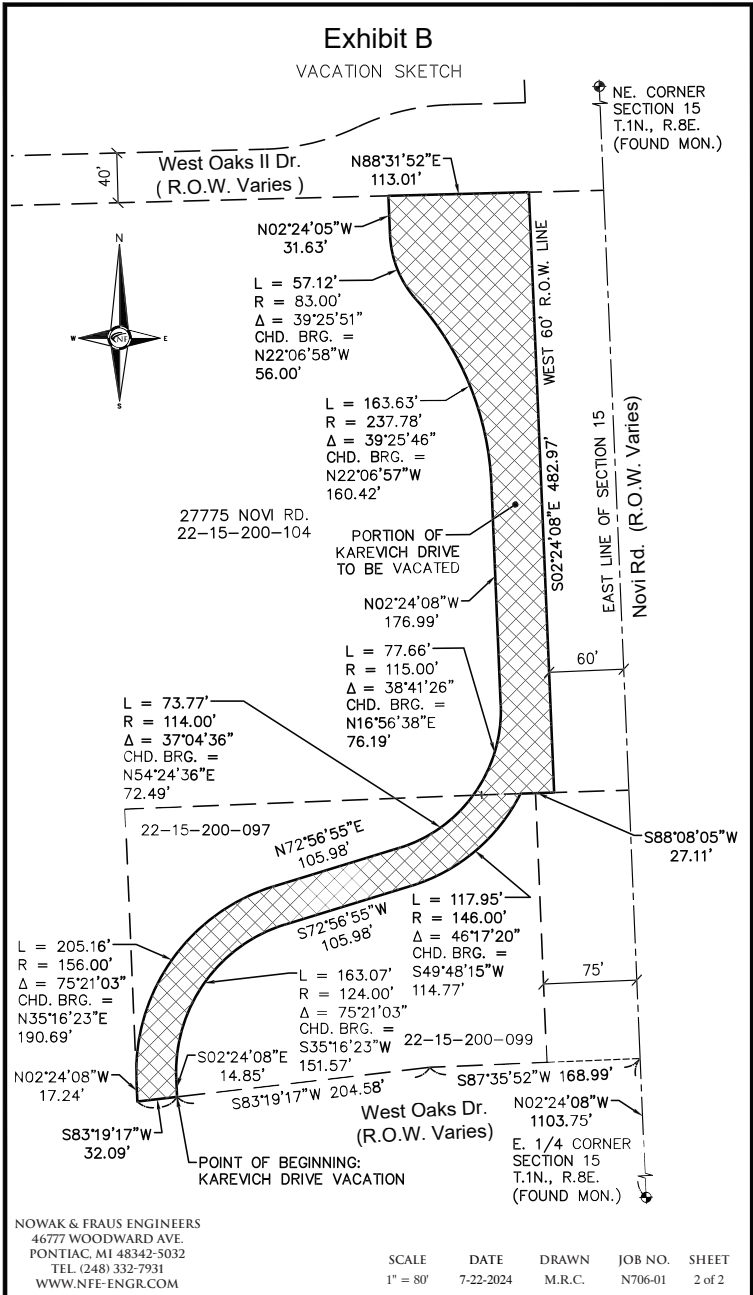 Exhibit B
VACATION SKETCH
NE. CORNER
SECTION 15
T.1N., R.8E.
(FOUND MON.)
40'
West Oaks II Dr.
( R.O.W. Varies )
N88°31'52"E
113.01'
N02°24'05"W
31.63'
N
W
E
S
NF
L = 57.12'
R = 83.00'
Δ = 39°25'51"
CHD. BRG. =
N22°06'58"W
56.00'
WEST 60' R.O.W. LINE
L = 163.63'
R = 237.78'
Δ = 39°25'46"
CHD. BRG. =
N22°06'57"W
160.42'
S02°24'08"E 482.97'
EAST LINE OF SECTION 15
Novi Rd. (R.O.W. Varies)
27775 NOVI RD.
22-15-200-104
PORTION OF
KAREVICH DRIVE
TO BE VACATED
N02°24'08"W
176.99'
60'
L = 77.66'
R = 115.00'
Δ = 38°41'26"
CHD. BRG. =
N16°56'38"E
76.19'
L = 73.77'
R = 114.00'
Δ = 37°04'36"
CHD. BRG. =
N54°24'36"E
72.49'
22-15-200-097
N72°56'55"E
105.98'
S88°08'05"W
27.11'
S72°56'55"W
105.98'
L = 117.95'
R = 146.00'
Δ = 46°17'20"
CHD. BRG. =
S49°48'15"W
114.77'
75'
L = 205.16'
R = 156.00'
Δ = 75°21'03"
CHD. BRG. =
N35°16'23"E
190.69'
L = 163.07'
R = 124.00'
Δ = 75°21'03"
CHD. BRG. =
S35°16'23"W
151.57'
22-15-200-099
N02°24'08"W
17.24'
S02°24'08"E
14.85'
S83°19'17"W 204.58'
S87°35'52"W 168.99'
West Oaks Dr.
(R.O.W. Varies)
N02°24'08"W
1103.75'
S83°19'17"W
32.09'
POINT OF BEGINNING:
KAREVICH DRIVE VACATION
E. 1/4 CORNER
SECTION 15
T.1N., R.8E.
(FOUND MON.)
NOWAK & FRAUS ENGINEERS
46777 WOODWARD AVE.
PONTIAC, MI 48342-5032
TEL. (248) 332-7931
WWW.NFE-ENGR.COM
SCALE DATE DRAWN JOB NO. SHEET
1" = 80' 7-22-2024 M.R.C. N706-01 2 of 2